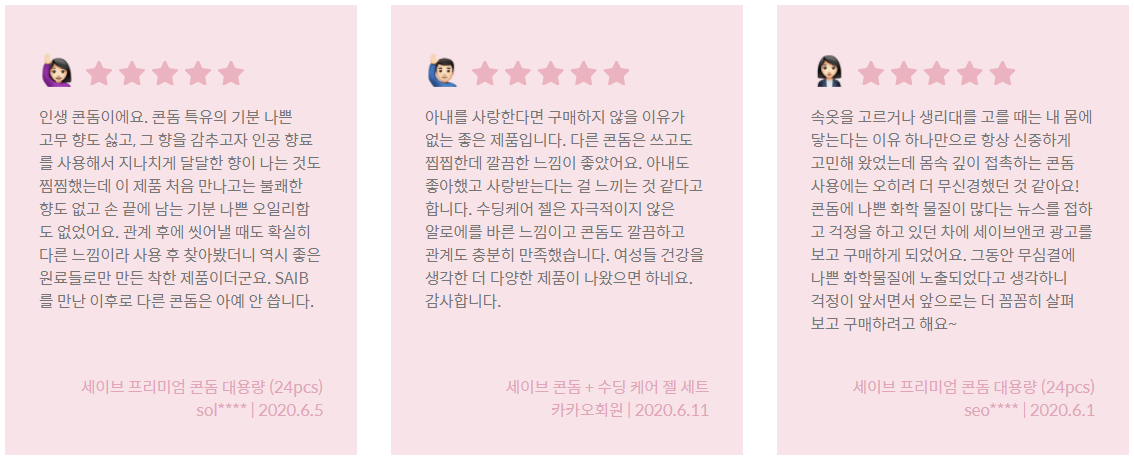 인생 콘돔이에요. 콘돔 특유의 기분 나쁜
고무 향도 싫고, 그 향을 감추고자 인공 향료
를 사용해서 지나치게 달달한 향이 나는 것도
찜찜했는데 이 제품 처음 만나고는 불쾌한
향도 없고 손 끝에 남는 기분 나쁜 오일리함
도 없었어요. 관계 후에 씻어낼 때도 확실히
다른 느낌이라 사용 후 찾아봤더니 역시 좋은
원료들로만 만든 착한 제품이더군요. SAIB
를 만난 이후로 다른 콘돔은 아예 안 씁니다.
세이브 프리미엄 콘돔 대용량 (24pcs)
sol**** | 2020.6.5
아내를 사랑한다면 구매하지 않을 이유가
없는 좋은 제품입니다. 다른 콘돔은 쓰고도
찝찝한데 깔끔한 느낌이 좋았어요. 아내도
좋아했고 사랑받는다는 걸 느끼는 것 같다고
합니다. 수딩케어 젤은 자극적이지 않은
알로에를 바른 느낌이고 콘돔도 깔끔하고
관계도 충분히 만족했습니다. 여성들 건강을
생각한 더 다양한 제품이 나왔으면 하네요.
감사합니다.
세이브 콘돔 + 수딩 케어 젤 세트
카카오회원 | 2020.6.11
속옷을 고르거나 생리대를 고를 때는 내 몸에
닿는다는 이유 하나만으로 항상 신중하게
고민해 왔었는데 몸속 깊이 접촉하는 콘돔
사용에는 오히려 더 무신경했던 것 같아요!
콘돔에 나쁜 화학 물질이 많다는 뉴스를 접하
고 걱정을 하고 있던 차에 세이브앤코 광고를
보고 구매하게 되었어요. 그동안 무심결에
나쁜 화학물질에 노출되었다고 생각하니
걱정이 앞서면서 앞으로는 더 꼼꼼히 살펴
보고 구매하려고 해요~
세이브 프리미엄 콘돔 대용량 (24pcs)
seo**** | 2020.6.1